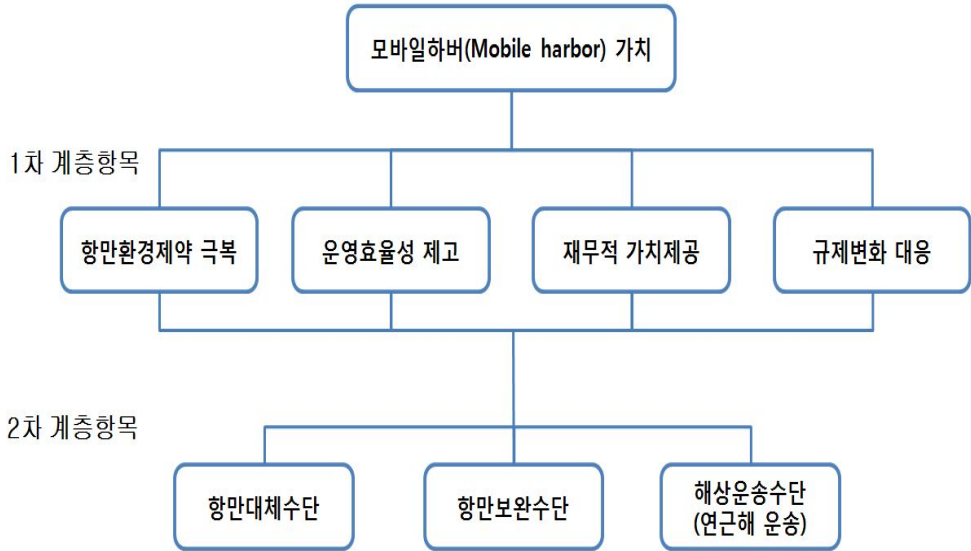 모바일하버(Mobile harbor) 가치
1차 계층항목
항만환경제약 극복
운영효율성 제고
재무적 가치제공
규제변화 대응
2차 계층항목
항만대체수단
항만보완수단
해상운송수단
(연근해 운송)